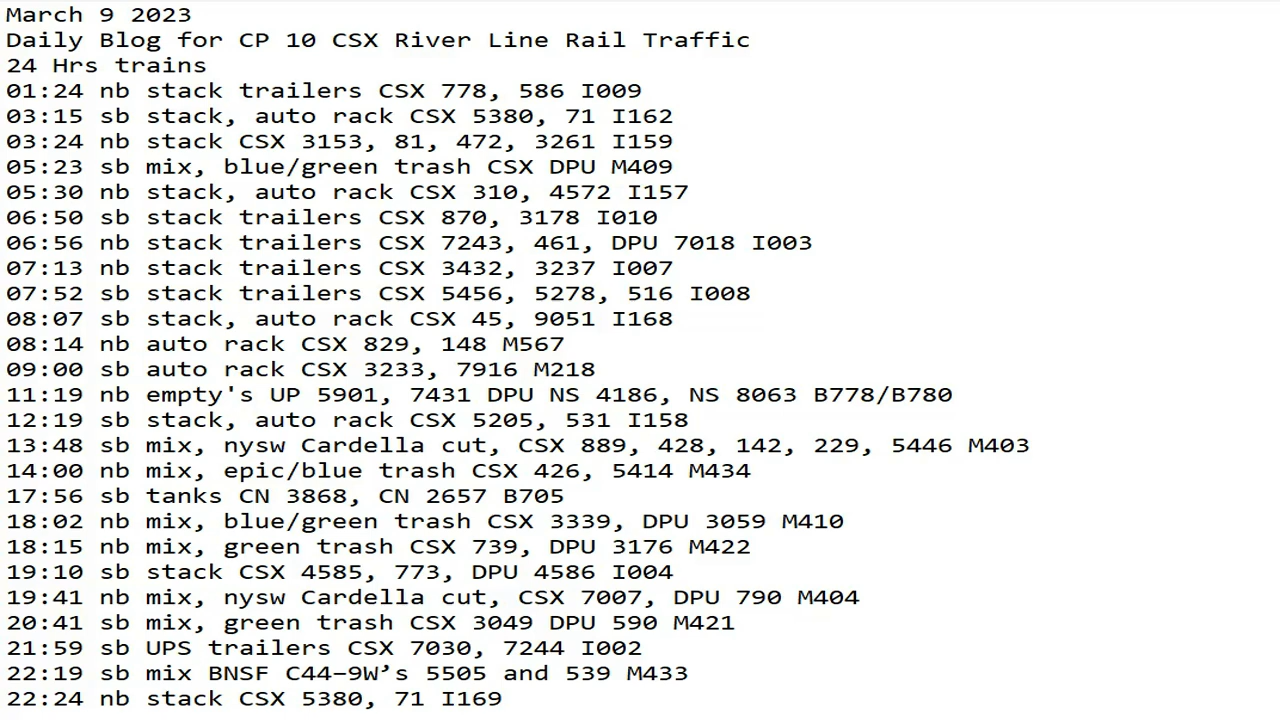 March 9 2023
Daily Blog for CP 10 CSX River Line Rail Traffic
24 Hrs trains
01:24 nb stack trailers CSX 778, 586 I009
03:15 sb stack, auto rack CSX 5380, 71 I162
03:24 nb stack CSX 3153, 81, 472, 3261 I159
05:23 sb mix, blue/green trash CSX DPU M409
05:30 nb stack, auto rack CSX 310, 4572 I157
06:50 sb stack trailers CSX 870, 3178 I010
06:56 nb stack trailers CSX 7243, 461, DPU 7018 I003
07:13 nb stack trailers CSX 3432, 3237 I007
07:52 sb stack trailers CSX 5456, 5278, 516 I008
08:07 sb stack, auto rack CSX 45, 9051 I168
08:14 nb auto rack CSX 829, 148 M567
09:00 sb auto rack CSX 3233, 7916 M218
11:19 nb empty's UP 5901, 7431 DPU NS 4186, NS 8063 B778/B780
12:19 sb stack, auto rack CSX 5205, 531 I158
13:48 sb mix, nysw Cardella cut, CSX 889, 428, 142, 229, 5446 M403
14:00 nb mix, epic/blue trash CSX 426, 5414 M434
17:56 sb tanks CN 3868, CN 2657 B705
18:02 nb mix, blue/green trash CSX 3339, DPU 3059 M410
18:15 nb mix, green trash CSX 739, DPU 3176 M422
19:10 sb stack CSX 4585, 773, DPU 4586 I004
19:41 nb mix, nysw Cardella cut, CSX 7007, DPU 790 M404
20:41 sb mix, green trash CSX 3049 DPU 590 M421
21:59 sb UPS trailers CSX 7030, 7244 I002
22:19 sb mix BNSF C44–9W’s 5505 and 539 M433
22:24 nb stack CSX 5380, 71 I169